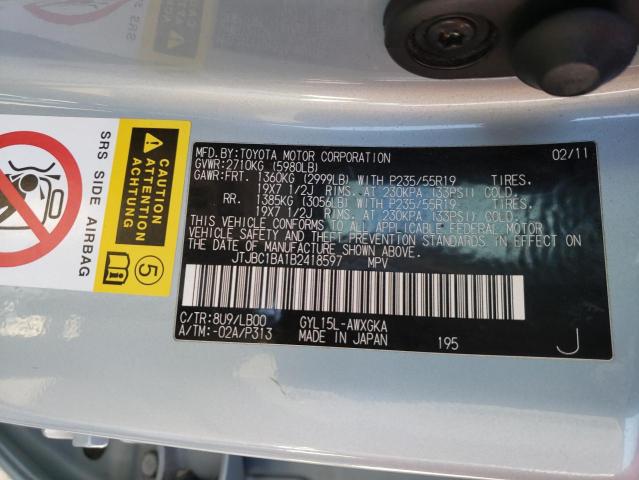 MFD.BY:TOYOTA MOTOR CORPORATION 02/11
GVWR:2710KG (5980LB)
GAWR:FRT. 1360KG (2999LB) WITH P235/55R19 TIRES.
19X7 1/2J RIMS. AT 230KPA (33PSI) COLD.
RR. 1385KG (3056LB) WITH P235/55R19 TIRES.
19X7 1/2J RIMS. AT 230KPA (33PSI) COLD.
THIS VEHICLE CONFORMS TO ALL APPLICABLE FEDERAL MOTOR
VEHICLE SAFETY AND THEFT PREVENTION STANDARDS IN EFFECT ON
THE DATE OF MANUFACTURE SHOWN ABOVE.
JTJBC1BA1B2418597 MPV
C/TR:8U9/LB00 GYL15L-AWXGKA
A/TM:-02A/P313 MADE IN JAPAN 195 J
SRS SIDE AIRBAG
CAUTION
ATTENTION
ACHTUNG
5